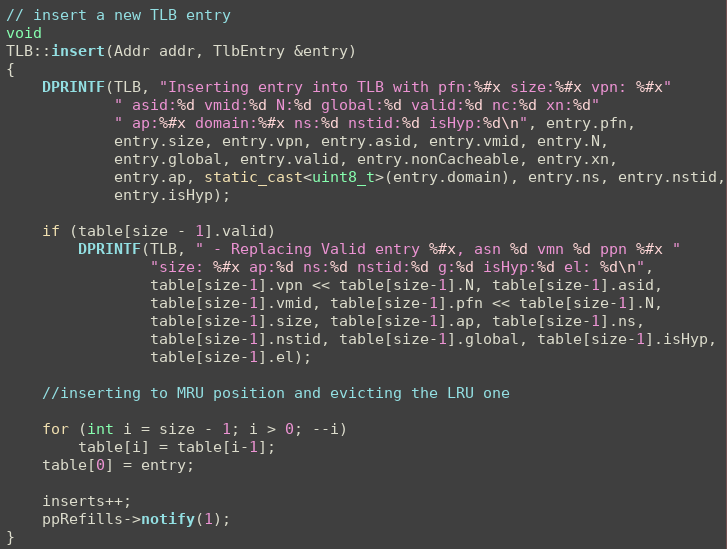 // insert a new TLB entry
void
TLB::insert(Addr addr, TlbEntry &entry)
{
    DPRINTF(TLB, "Inserting entry into TLB with pfn:%#x size:%#x vpn: %#x"
            " asid:%d vmid:%d N:%d global:%d valid:%d nc:%d xn:%d"
            " ap:%#x domain:%#x ns:%d nstid:%d isHyp:%d\n", entry.pfn,
            entry.size, entry.vpn, entry.asid, entry.vmid, entry.N,
            entry.global, entry.valid, entry.nonCacheable, entry.xn,
            entry.ap, static_cast<uint8_t>(entry.domain), entry.ns, entry.nstid,
            entry.isHyp);

    if (table[size - 1].valid)
        DPRINTF(TLB, " - Replacing Valid entry %#x, asn %d vmn %d ppn %#x "
                "size: %#x ap:%d ns:%d nstid:%d g:%d isHyp:%d el: %d\n",
                table[size-1].vpn << table[size-1].N, table[size-1].asid,
                table[size-1].vmid, table[size-1].pfn << table[size-1].N,
                table[size-1].size, table[size-1].ap, table[size-1].ns,
                table[size-1].nstid, table[size-1].global, table[size-1].isHyp,
                table[size-1].el);

    //inserting to MRU position and evicting the LRU one

    for (int i = size - 1; i > 0; --i)
        table[i] = table[i-1];
    table[0] = entry;

    inserts++;
    ppRefills->notify(1);
}